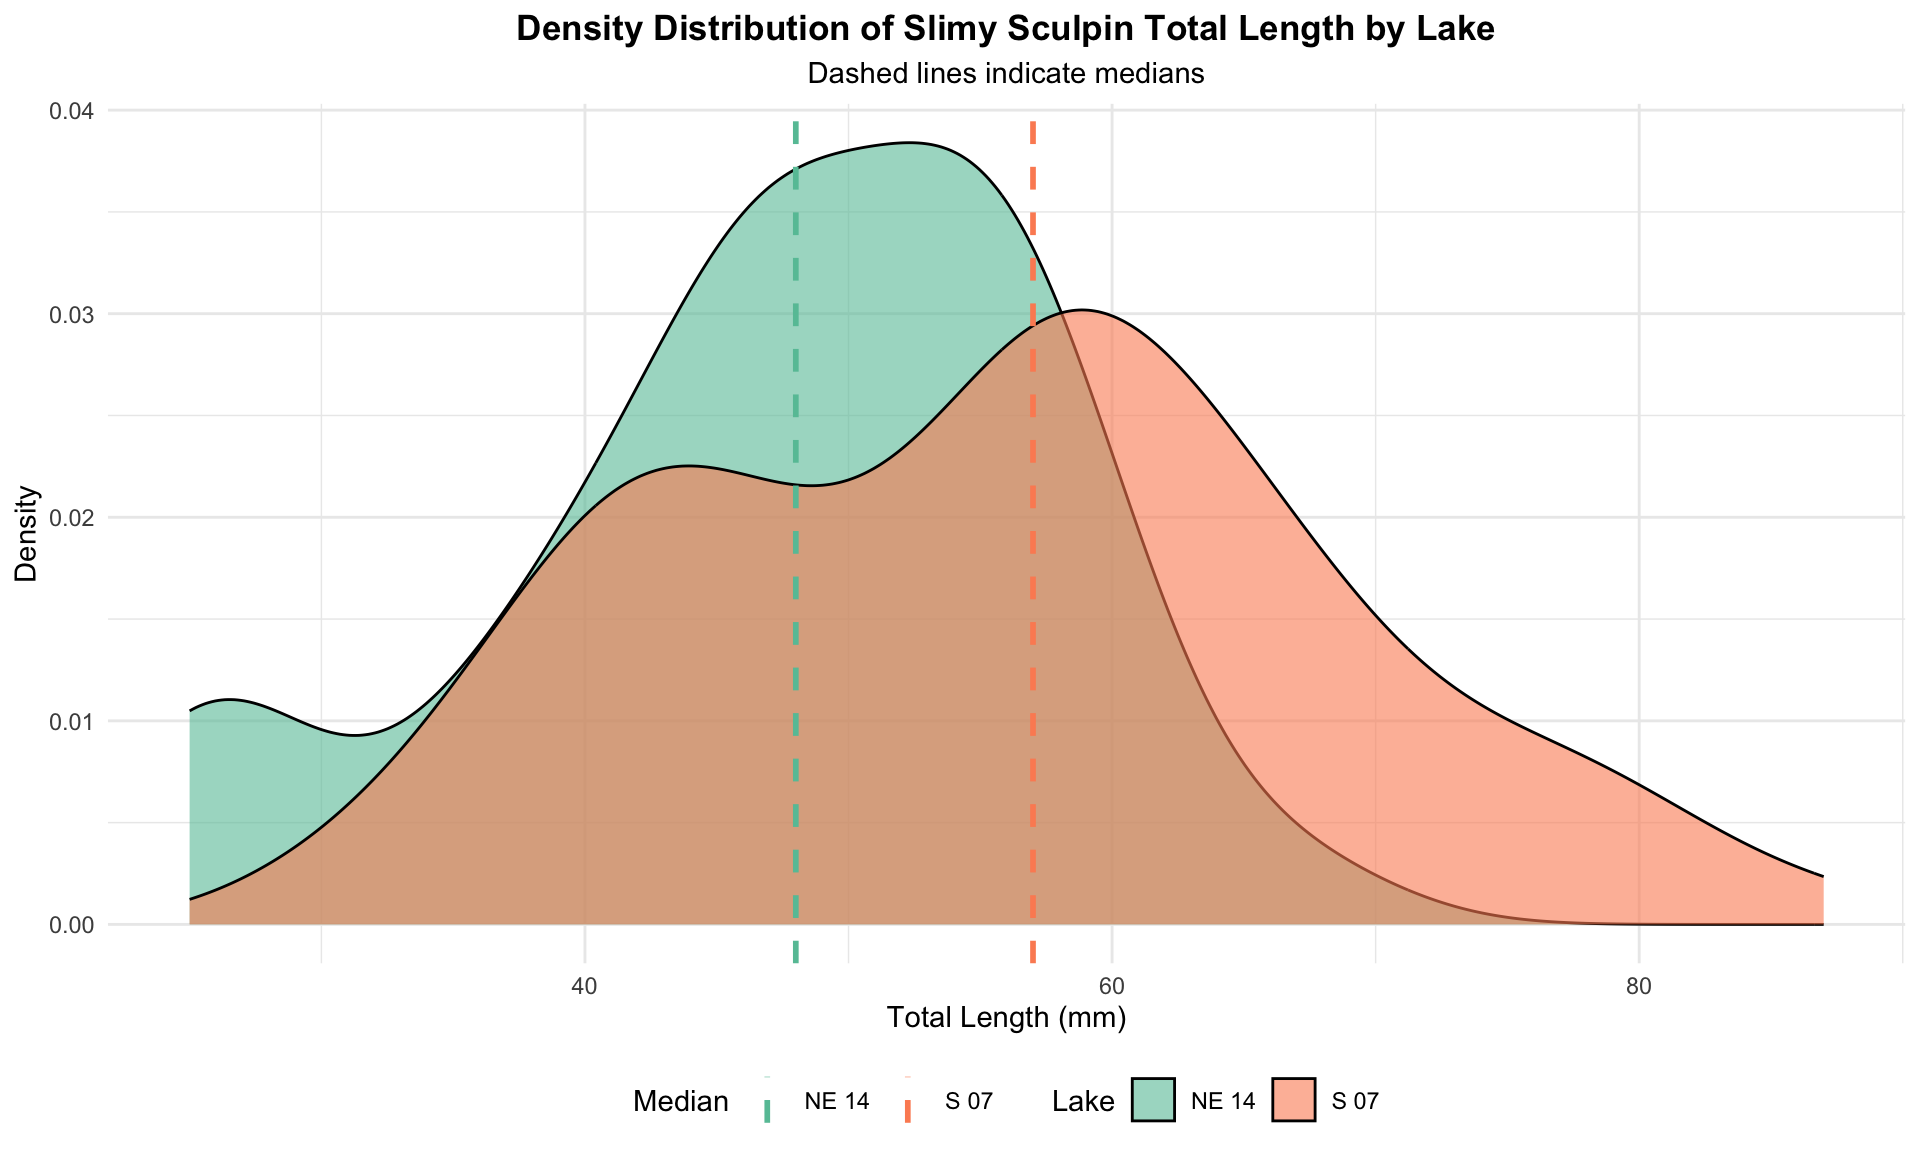 Density Distribution of Slimy Sculpin Total Length by Lake
Dashed lines indicate medians
0.04
0.03
0.02
0.01
0.00
Density
40 60 80
Total Length (mm)
Median NE 14 S 07 Lake NE 14 S 07